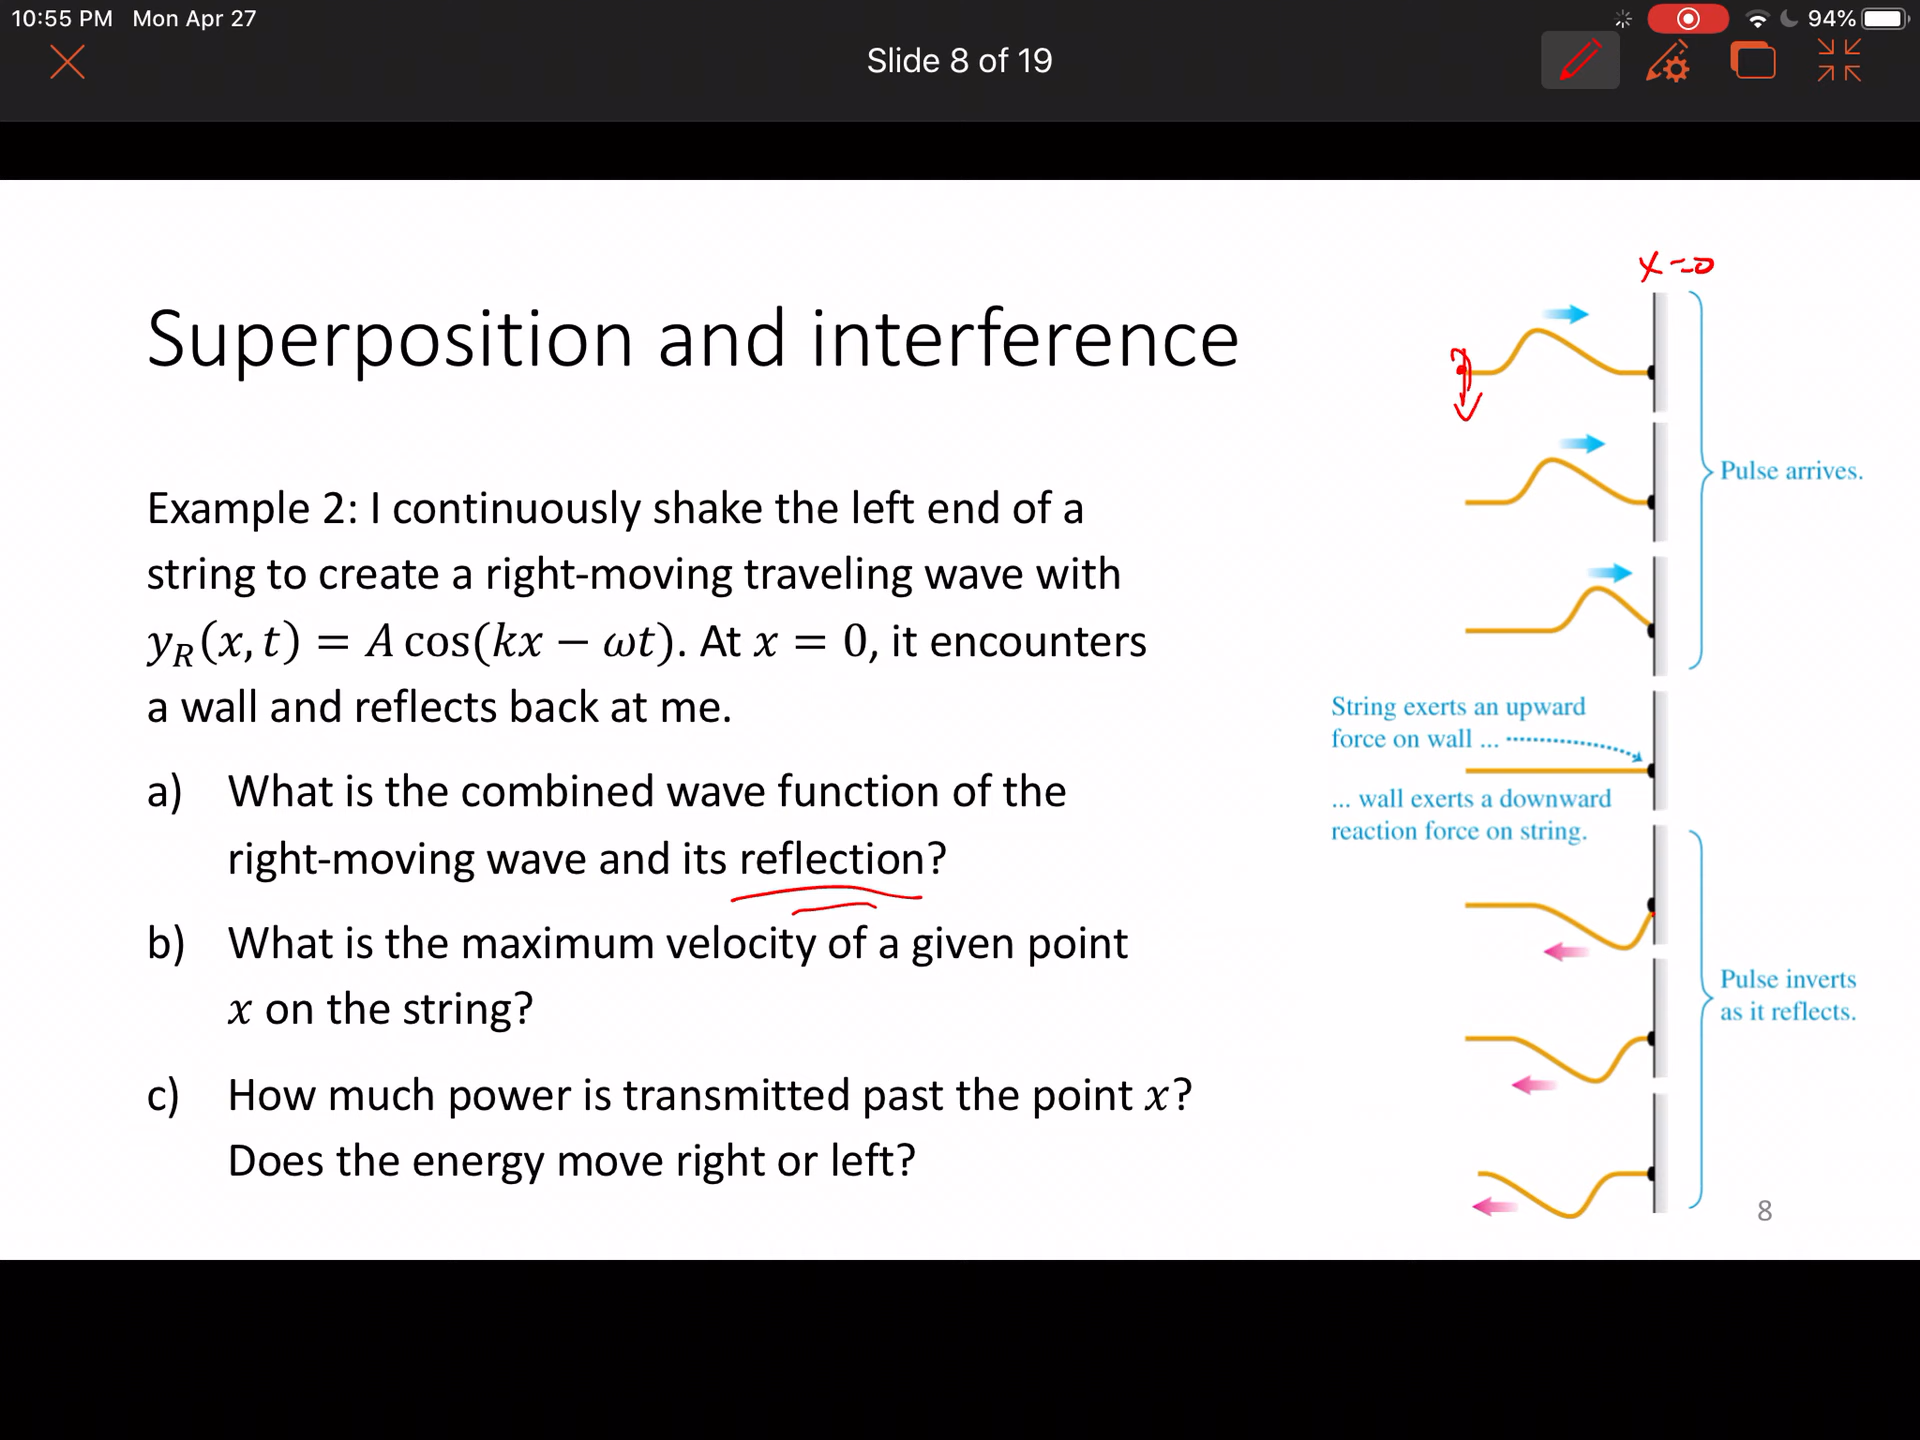 10:55 PM Mon Apr 27
94%
Slide 8 of 19
Superposition and interference
Example 2: I continuously shake the left end of a
string to create a right-moving traveling wave with
y_R(x, t) = A cos(kx − ωt). At x = 0, it encounters
a wall and reflects back at me.
a) What is the combined wave function of the
right-moving wave and its reflection?
b) What is the maximum velocity of a given point
x on the string?
c) How much power is transmitted past the point x?
Does the energy move right or left?
x=0
Pulse arrives.
String exerts an upward
force on wall ...
... wall exerts a downward
reaction force on string.
Pulse inverts
as it reflects.
8